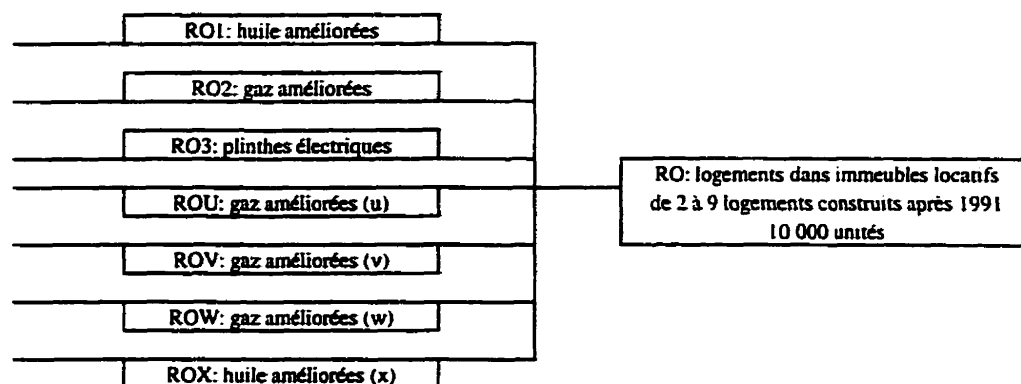 RO1: huile améliorées
RO2: gaz améliorées
RO3: plinthes électriques
ROU: gaz améliorées (u)
ROV: gaz améliorées (v)
ROW: gaz améliorées (w)
ROX: huile améliorées (x)
RO: logements dans immeubles locatifs
de 2 à 9 logements construits après 1991
10 000 unités